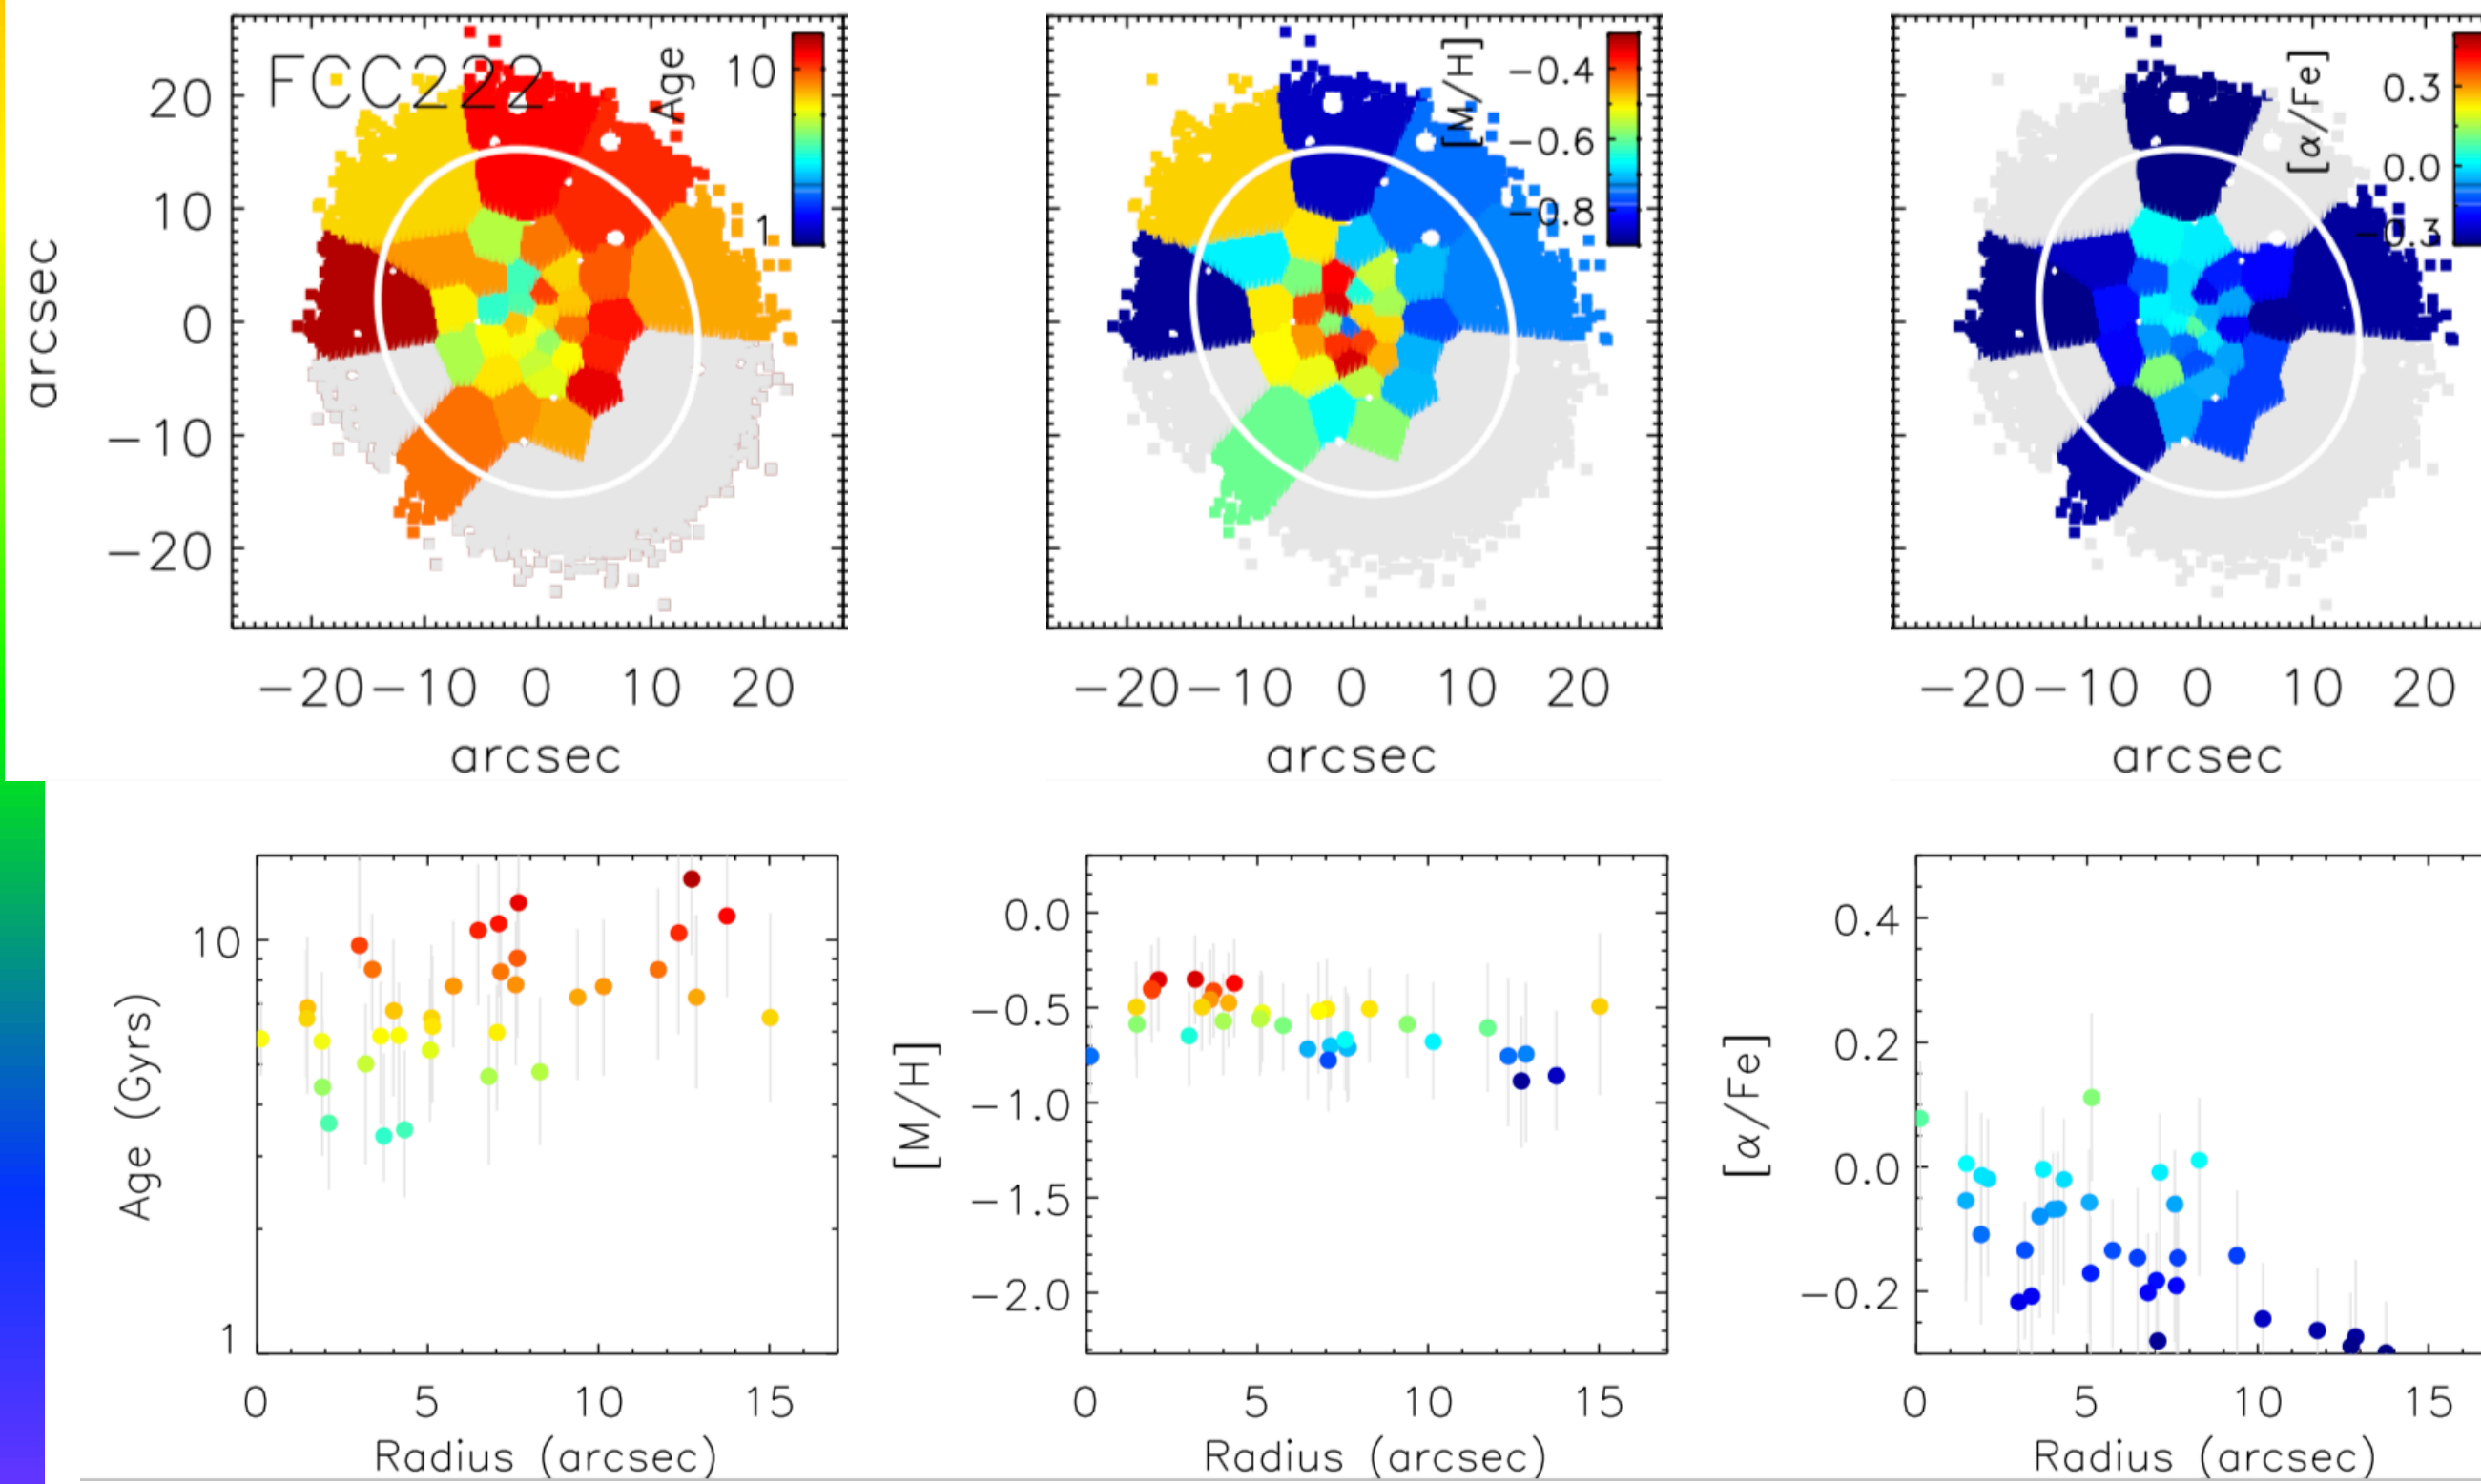 FCC222
Age
10
1
20
10
0
−10
−20
arcsec
−20 −10 0 10 20
arcsec
[M/H]
−0.4
−0.6
−0.8
−20 −10 0 10 20
arcsec
[α/Fe]
0.3
0.0
−0.3
−20 −10 0 10 20
arcsec
Age (Gyrs)
10
1
0 5 10 15
Radius (arcsec)
[M/H]
0.0
−0.5
−1.0
−1.5
−2.0
0 5 10 15
Radius (arcsec)
[α/Fe]
0.4
0.2
0.0
−0.2
0 5 10 15
Radius (arcsec)